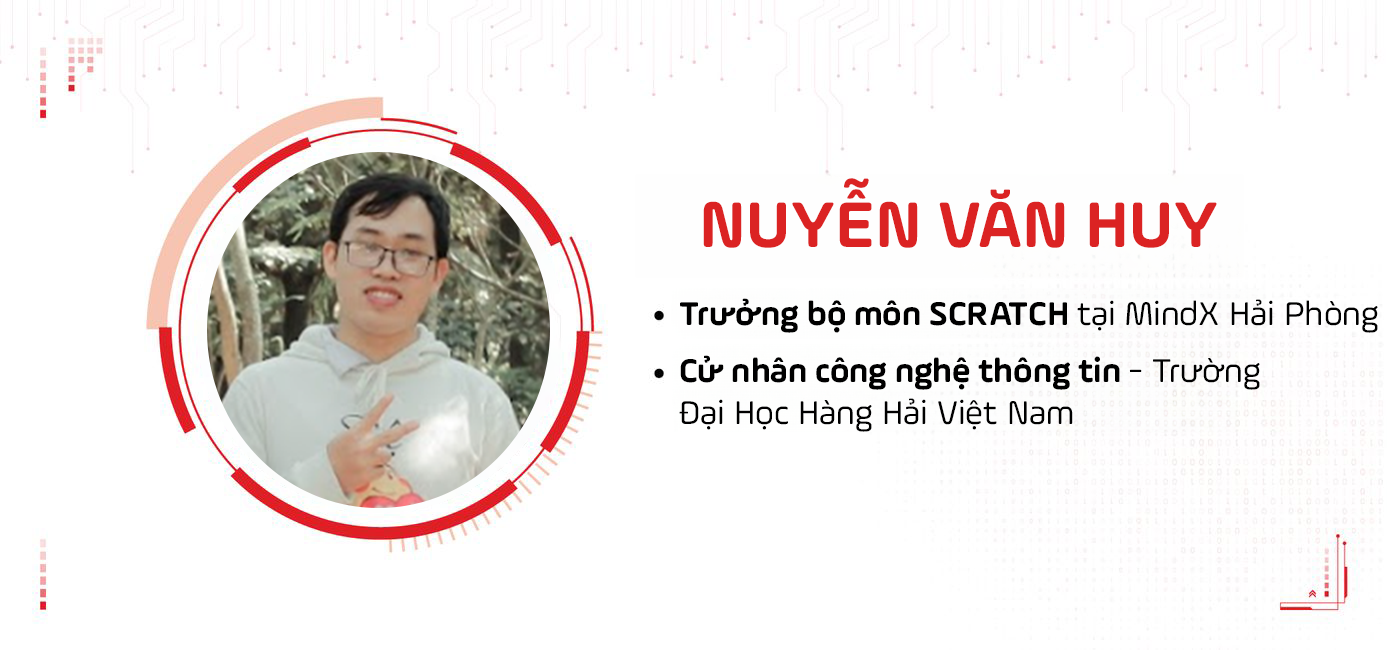 NUYỄN VĂN HUY
• Trưởng bộ môn SCRATCH tại MindX Hải Phòng
• Cử nhân công nghệ thông tin - Trường
Đại Học Hàng Hải Việt Nam